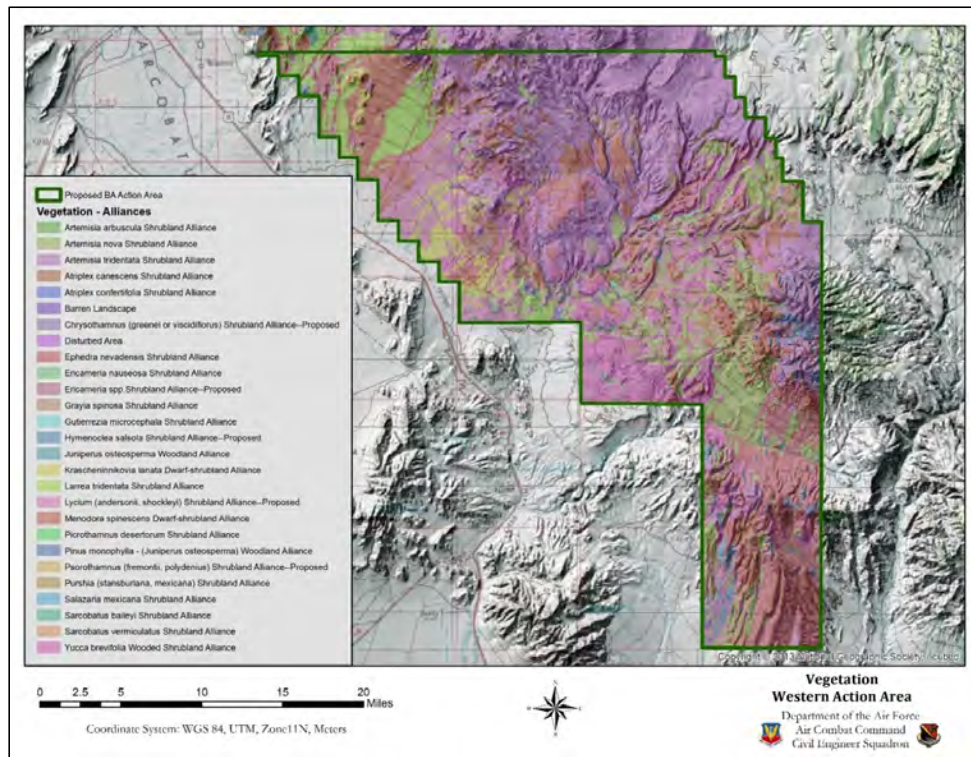 ARCOBAT
Proposed BA Action Area
Vegetation - Alliances
Artemisia arbuscula Shrubland Alliance
Artemisia nova Shrubland Alliance
Artemisia tridentata Shrubland Alliance
Atriplex canescens Shrubland Alliance
Atriplex confertifolia Shrubland Alliance
Barren Landscape
Chrysothamnus (greenei or viscidiflorus) Shrubland Alliance--Proposed
Disturbed Area
Ephedra nevadensis Shrubland Alliance
Ericameria nauseosa Shrubland Alliance
Ericameria spp Shrubland Alliance--Proposed
Grayia spinosa Shrubland Alliance
Gutierrezia microcephala Shrubland Alliance
Hymenoclea salsola Shrubland Alliance--Proposed
Juniperus osteosperma Woodland Alliance
Krascheninnikovia lanata Dwarf-shrubland Alliance
Larrea tridentata Shrubland Alliance
Lycium (andersonii, shockleyi) Shrubland Alliance--Proposed
Menodora spinescens Dwarf-shrubland Alliance
Picrothamnus desertorum Shrubland Alliance
Pinus monophylla - (Juniperus osteosperma) Woodland Alliance
Psorothamnus (fremontii, polydenius) Shrubland Alliance--Proposed
Purshia (stansburiana, mexicana) Shrubland Alliance
Salazaria mexicana Shrubland Alliance
Sarcobatus baileyi Shrubland Alliance
Sarcobatus vermiculatus Shrubland Alliance
Yucca brevifolia Wooded Shrubland Alliance
Copyright © 2013 National Geographic Society, i-cubed
0 2.5 5 10 15 20
Miles
Coordinate System: WGS 84, UTM, Zone11N, Meters
N
Vegetation
Western Action Area
Department of the Air Force
Air Combat Command
Civil Engineer Squadron